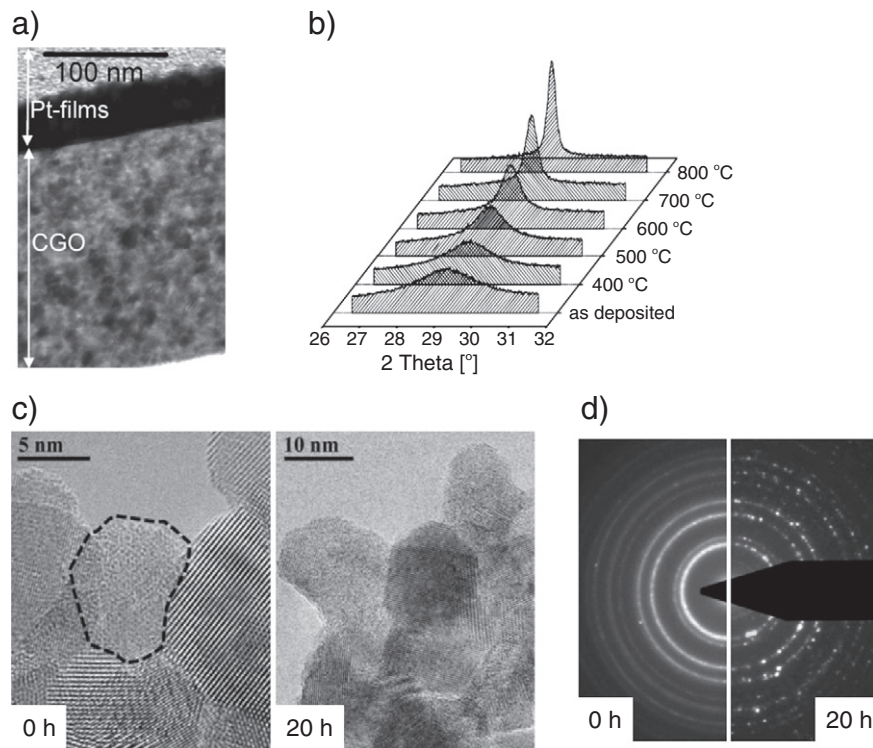 a)
100 nm
Pt-films
CGO
b)
800 °C
700 °C
600 °C
500 °C
400 °C
as deposited
26 27 28 29 30 31 32
2 Theta [°]
c)
5 nm
0 h
10 nm
20 h
d)
0 h
20 h